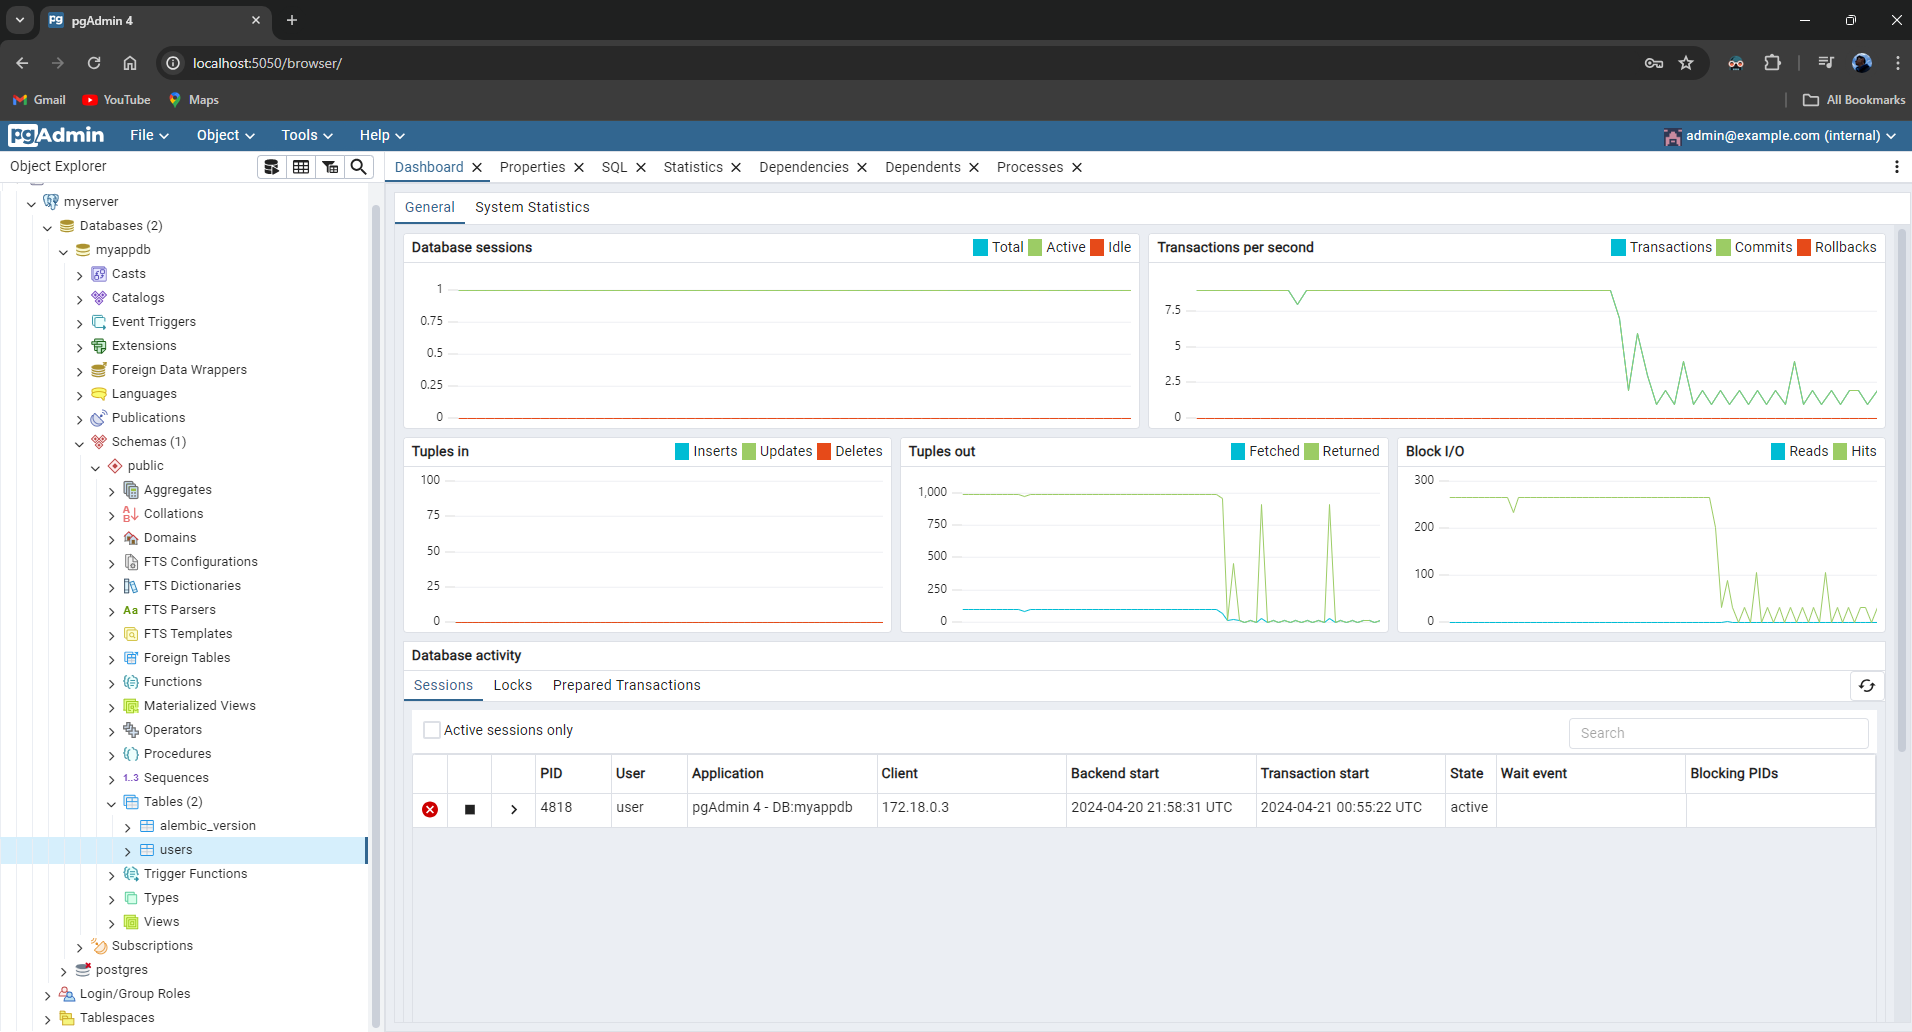 pgAdmin 4
localhost:5050/browser/
Gmail YouTube Maps All Bookmarks
pgAdmin File Object Tools Help admin@example.com (internal)
Object Explorer
myserver
Databases (2)
myappdb
Casts
Catalogs
Event Triggers
Extensions
Foreign Data Wrappers
Languages
Publications
Schemas (1)
public
Aggregates
Collations
Domains
FTS Configurations
FTS Dictionaries
Aa FTS Parsers
FTS Templates
Foreign Tables
Functions
Materialized Views
Operators
Procedures
1..3 Sequences
Tables (2)
alembic_version
users
Trigger Functions
Types
Views
Subscriptions
postgres
Login/Group Roles
Tablespaces
Dashboard Properties SQL Statistics Dependencies Dependents Processes
General System Statistics
Database sessions Total Active Idle
1
0.75
0.5
0.25
0
Transactions per second Transactions Commits Rollbacks
7.5
5
2.5
0
Tuples in Inserts Updates Deletes
100
75
50
25
0
Tuples out Fetched Returned
1,000
750
500
250
0
Block I/O Reads Hits
300
200
100
0
Database activity
Sessions Locks Prepared Transactions
Active sessions only Search
PID User Application Client Backend start Transaction start State Wait event Blocking PIDs
4818 user pgAdmin 4 - DB:myappdb 172.18.0.3 2024-04-20 21:58:31 UTC 2024-04-21 00:55:22 UTC active